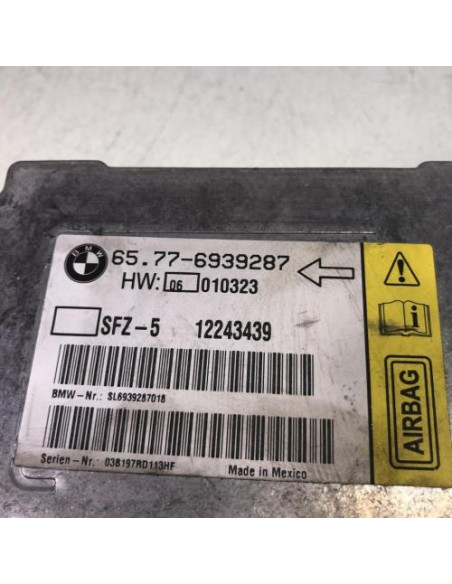 BMW
65.77-6939287
HW: 06 010323
SFZ-5 12243439
BMW-Nr.: SL6939287018
Serien-Nr. 038197RD113HF
Made in Mexico
i
AIRBAG